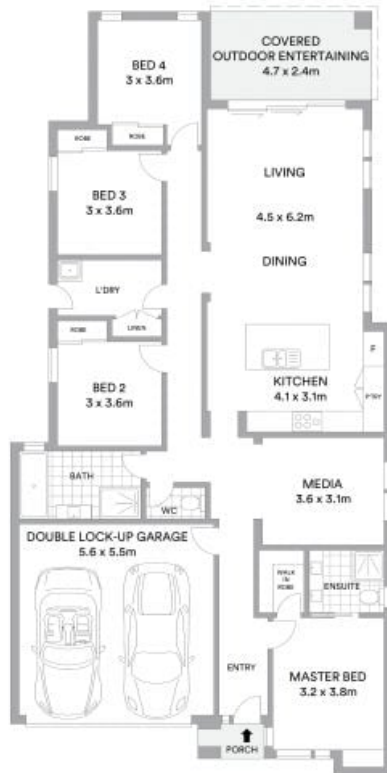 COVERED
OUTDOOR ENTERTAINING
4.7 x 2.4m
BED 4
3 x 3.6m
ROBE
ROBE
LIVING
BED 3
3 x 3.6m
4.5 x 6.2m
DINING
L'DRY
LINEN
ROBE
F
BED 2
3 x 3.6m
KITCHEN
4.1 x 3.1m
P'TRY
BATH
MEDIA
3.6 x 3.1m
WC
DOUBLE LOCK-UP GARAGE
5.6 x 5.5m
WALK
IN
ROBE
ENSUITE
ENTRY
MASTER BED
3.2 x 3.8m
PORCH